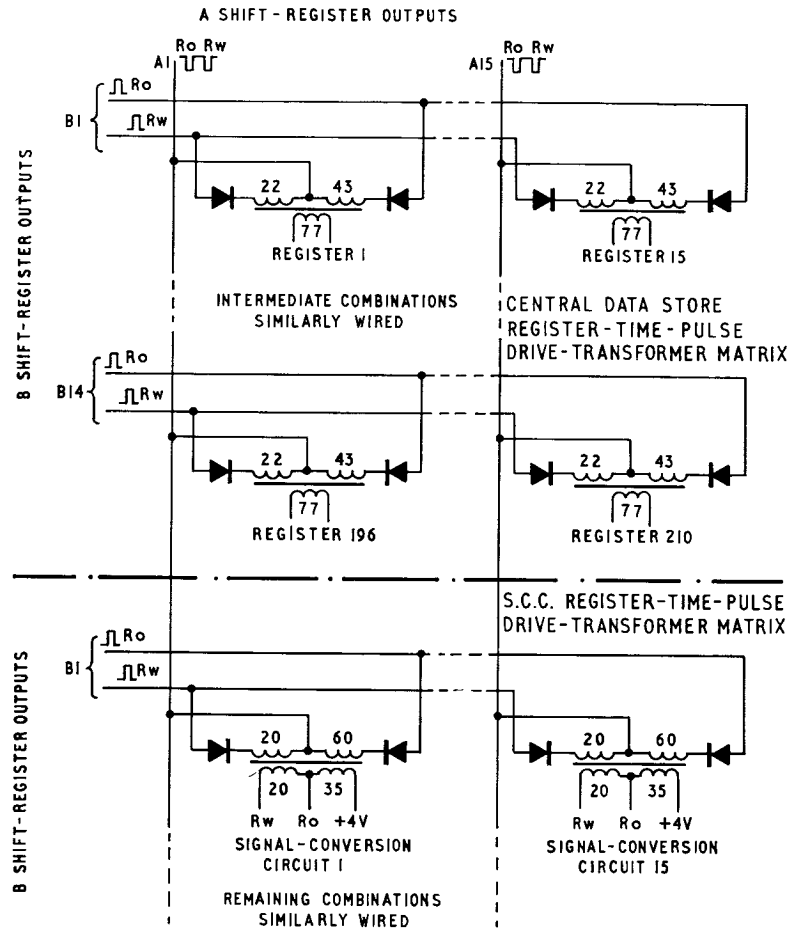 A SHIFT-REGISTER OUTPUTS
Ro Rw
A1
Ro Rw
A15
B SHIFT-REGISTER OUTPUTS
B1
Ro
Rw
22 43
77
REGISTER 1
22 43
77
REGISTER 15
INTERMEDIATE COMBINATIONS
SIMILARLY WIRED
CENTRAL DATA STORE
REGISTER-TIME-PULSE
DRIVE-TRANSFORMER MATRIX
B14
Ro
Rw
22 43
77
REGISTER 196
22 43
77
REGISTER 210
S.C.C. REGISTER-TIME-PULSE
DRIVE-TRANSFORMER MATRIX
B SHIFT-REGISTER OUTPUTS
B1
Ro
Rw
20 60
20 35
Rw Ro +4V
SIGNAL-CONVERSION
CIRCUIT 1
20 60
20 35
Rw Ro +4V
SIGNAL-CONVERSION
CIRCUIT 15
REMAINING COMBINATIONS
SIMILARLY WIRED